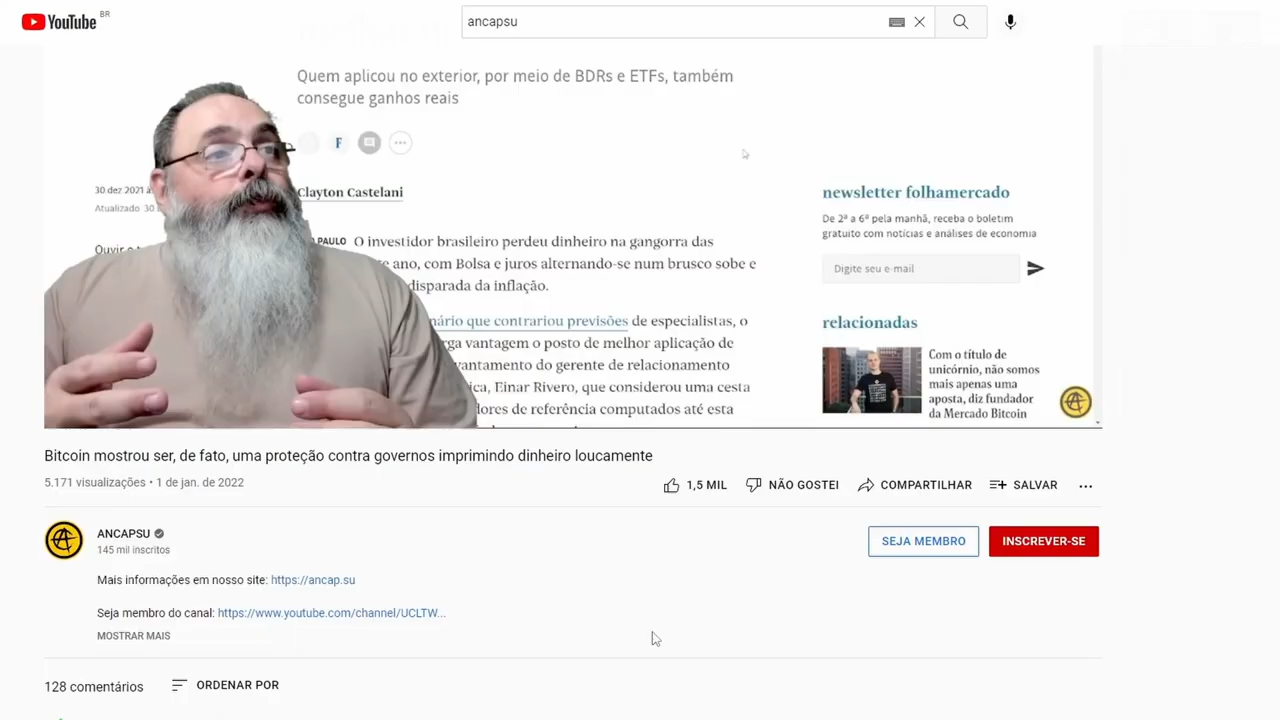 YouTube BR
ancapsu
Quem aplicou no exterior, por meio de BDRs e ETFs, também
consegue ganhos reais
F
30 dez 2021 à
Clayton Castelani
Atualizado 30
Ouvir o
PAULO O investidor brasileiro perdeu dinheiro na gangorra das
ano, com Bolsa e juros alternando-se num brusco sobe e
disparada da inflação.
que contrariou previsões de especialistas, o
vantagem o posto de melhor aplicação de
do gerente de relacionamento
Einar Rivero, que considerou uma cesta
de referência computados até esta
newsletter folhamercado
De 2ª a 6ª pela manhã, receba o boletim
gratuito com notícias e análises de economia
Digite seu e-mail
relacionadas
Com o título de
unicórnio, não somos
mais apenas uma
aposta, diz fundador
da Mercado Bitcoin
Bitcoin mostrou ser, de fato, uma proteção contra governos imprimindo dinheiro loucamente
5.171 visualizações • 1 de jan. de 2022
1,5 MIL
NÃO GOSTEI
COMPARTILHAR
SALVAR
ANCAPSU
145 mil inscritos
SEJA MEMBRO
INSCREVER-SE
Mais informações em nosso site: https://ancap.su
Seja membro do canal: https://www.youtube.com/channel/UCLTW...
MOSTRAR MAIS
128 comentários
ORDENAR POR